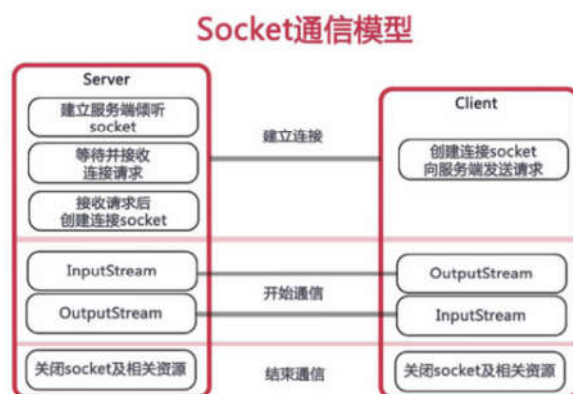 Socket通信模型
Server
建立服务端倾听
socket
等待并接收
连接请求
接收请求后
创建连接socket
建立连接
Client
创建连接socket
向服务端发送请求
InputStream
OutputStream
开始通信
OutputStream
InputStream
关闭socket及相关资源
结束通信
关闭socket及相关资源